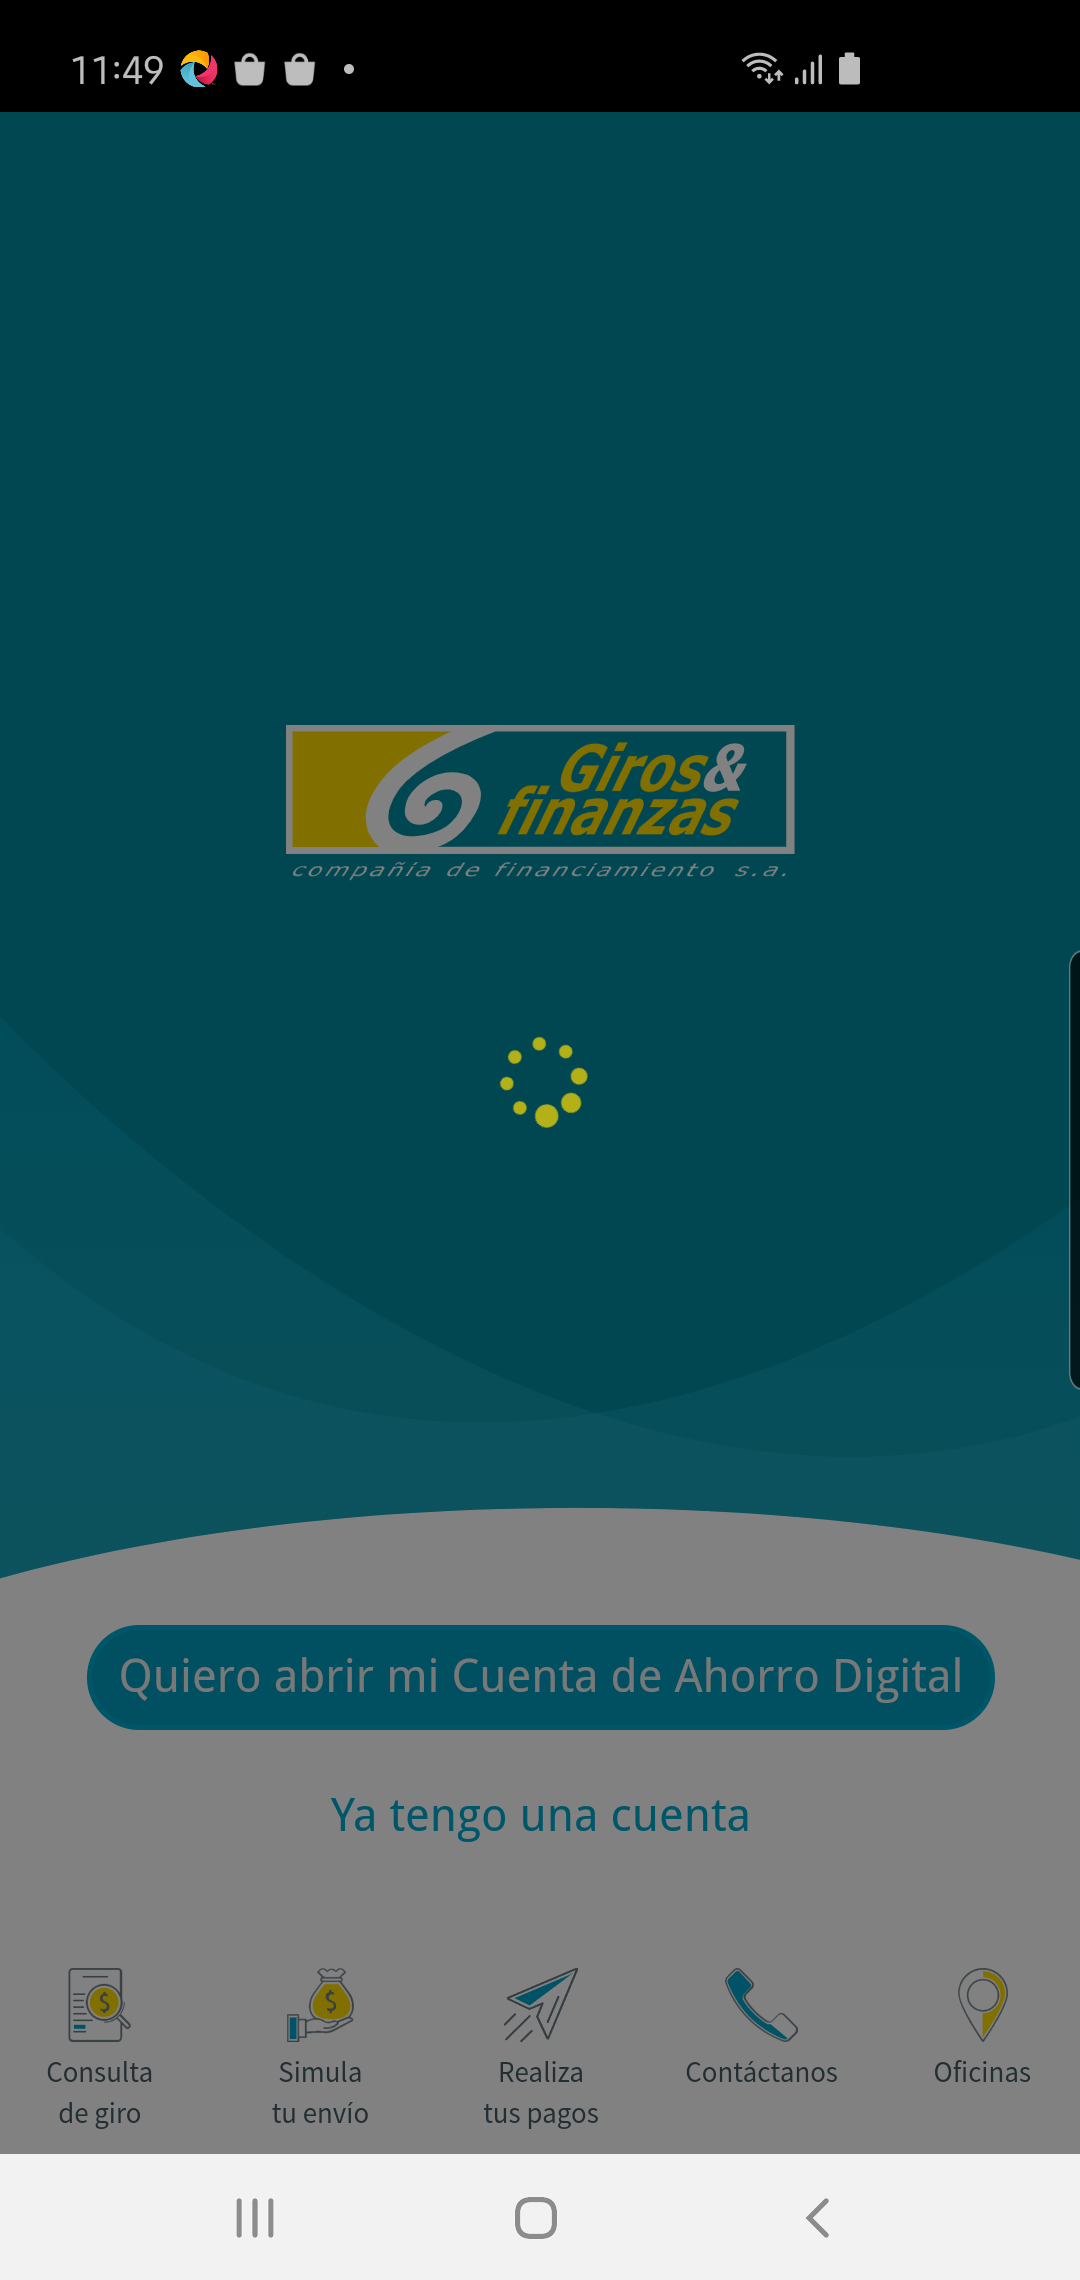 11:49
Giros&
finanzas
compañía de financiamiento s.a.
Quiero abrir mi Cuenta de Ahorro Digital
Ya tengo una cuenta
Consulta
de giro
Simula
tu envío
Realiza
tus pagos
Contáctanos
Oficinas